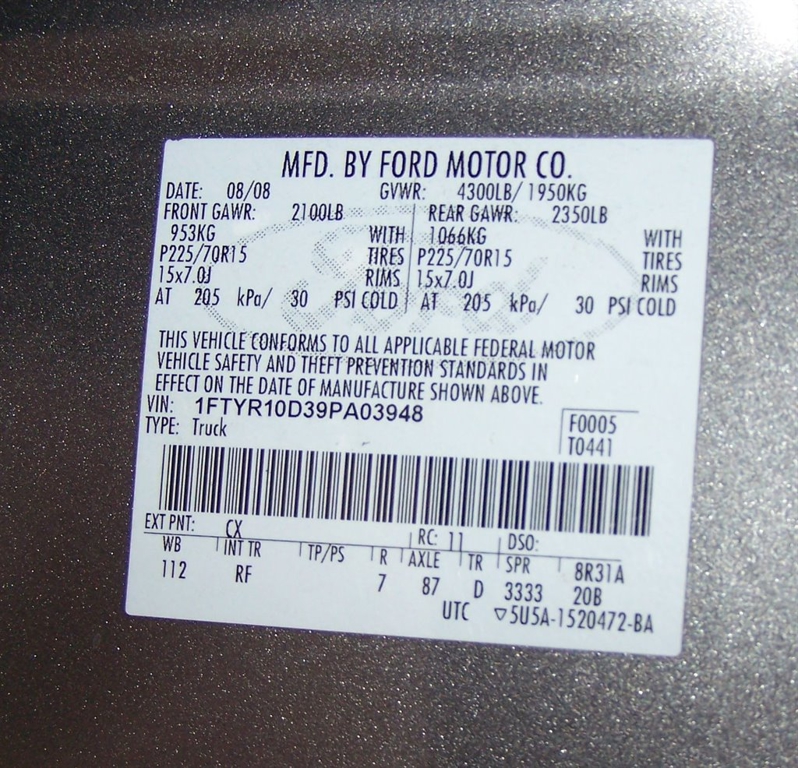 MFD. BY FORD MOTOR CO.
DATE: 08/08 GVWR: 4300LB/ 1950KG
FRONT GAWR: 2100LB REAR GAWR: 2350LB
953KG WITH 1066KG WITH
P225/70R15 TIRES P225/70R15 TIRES
15x7.0J RIMS 15x7.0J RIMS
AT 205 kPa/ 30 PSI COLD AT 205 kPa/ 30 PSI COLD
THIS VEHICLE CONFORMS TO ALL APPLICABLE FEDERAL MOTOR
VEHICLE SAFETY AND THEFT PREVENTION STANDARDS IN
EFFECT ON THE DATE OF MANUFACTURE SHOWN ABOVE.
VIN: 1FTYR10D39PA03948 F0005
TYPE: Truck T0441
EXT PNT: CX RC: 11 DSO:
WB INT TR TP/PS R AXLE TR SPR 8R31A
112 RF 7 87 D 3333 20B
UTC ▽5U5A-1520472-BA